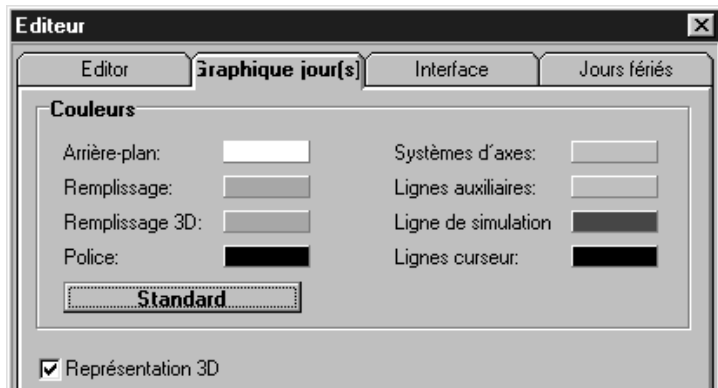 Editeur
Editor
Graphique jour(s)
Interface
Jours fériés
Couleurs
Arrière-plan:
Systèmes d´axes:
Remplissage:
Lignes auxiliaires:
Remplissage 3D:
Ligne de simulation
Police:
Lignes curseur:
Standard
Représentation 3D